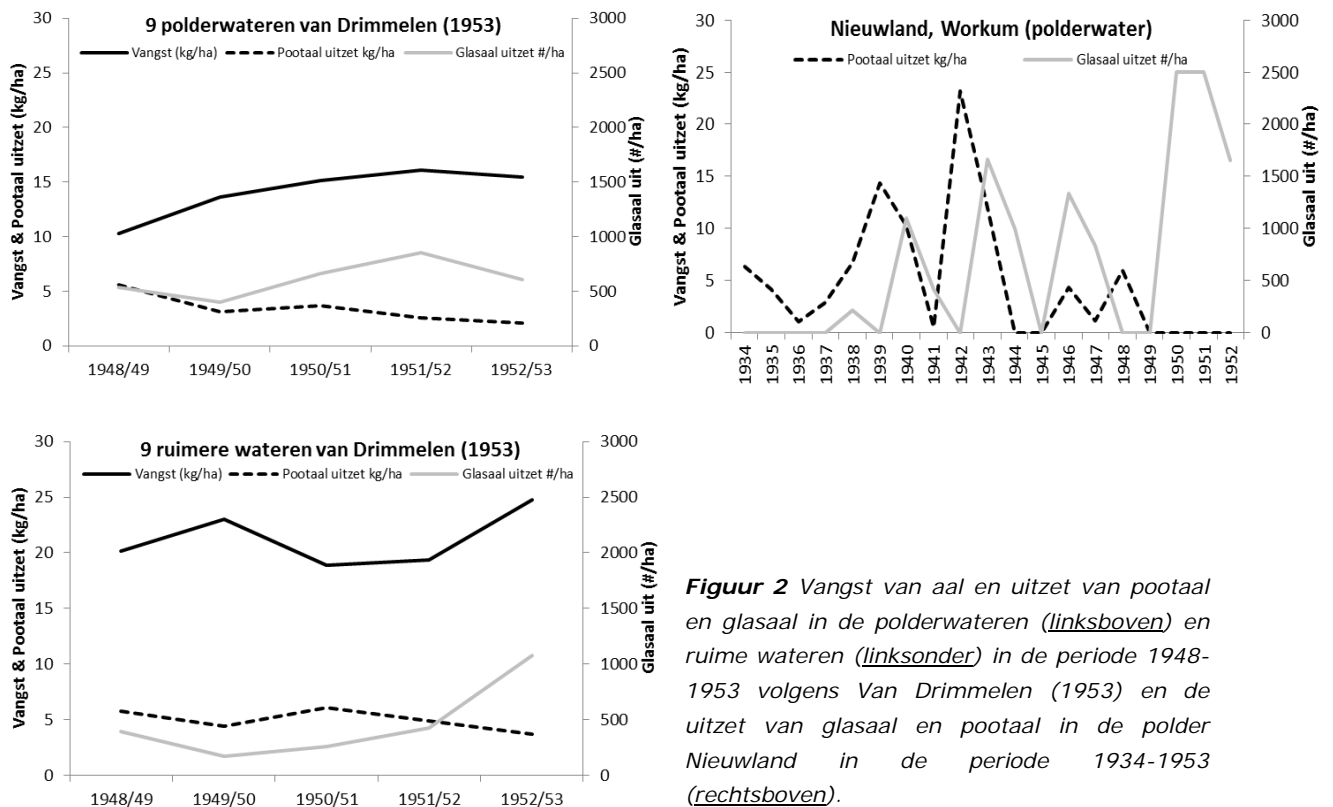 9 polderwateren van Drimmelen (1953)
Vangst (kg/ha) Pootaal uitzet kg/ha Glasaal uitzet #/ha
Vangst & Pootaal uitzet (kg/ha)
30
25
20
15
10
5
0
3000
2500
2000
1500
1000
500
0
Glasaal uit (#/ha)
1948/49 1949/50 1950/51 1951/52 1952/53
Nieuwland, Workum (polderwater)
Pootaal uitzet kg/ha Glasaal uitzet #/ha
Vangst & Pootaal uitzet (kg/ha)
30
25
20
15
10
5
0
3000
2500
2000
1500
1000
500
0
Glasaal uit (#/ha)
1934 1935 1936 1937 1938 1939 1940 1941 1942 1943 1944 1945 1946 1947 1948 1949 1950 1951 1952
9 ruimere wateren van Drimmelen (1953)
Vangst (kg/ha) Pootaal uitzet kg/ha Glasaal uitzet #/ha
Vangst & Pootaal uitzet (kg/ha)
30
25
20
15
10
5
0
3000
2500
2000
1500
1000
500
0
Glasaal uit (#/ha)
1948/49 1949/50 1950/51 1951/52 1952/53
Figuur 2 Vangst van aal en uitzet van pootaal
en glasaal in de polderwateren (linksboven) en
ruime wateren (linksonder) in de periode 1948-
1953 volgens Van Drimmelen (1953) en de
uitzet van glasaal en pootaal in de polder
Nieuwland in de periode 1934-1953
(rechtsboven).